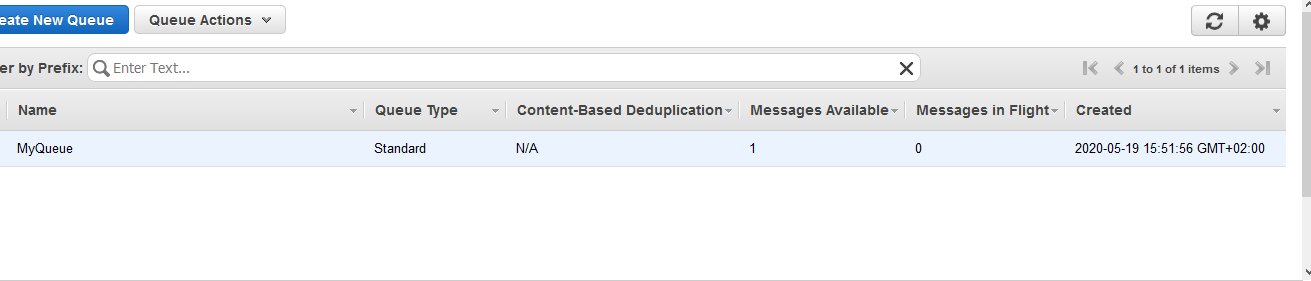 eate New Queue Queue Actions
er by Prefix: Enter Text... 1 to 1 of 1 items
Name Queue Type Content-Based Deduplication Messages Available Messages in Flight Created
MyQueue Standard N/A 1 0 2020-05-19 15:51:56 GMT+02:00